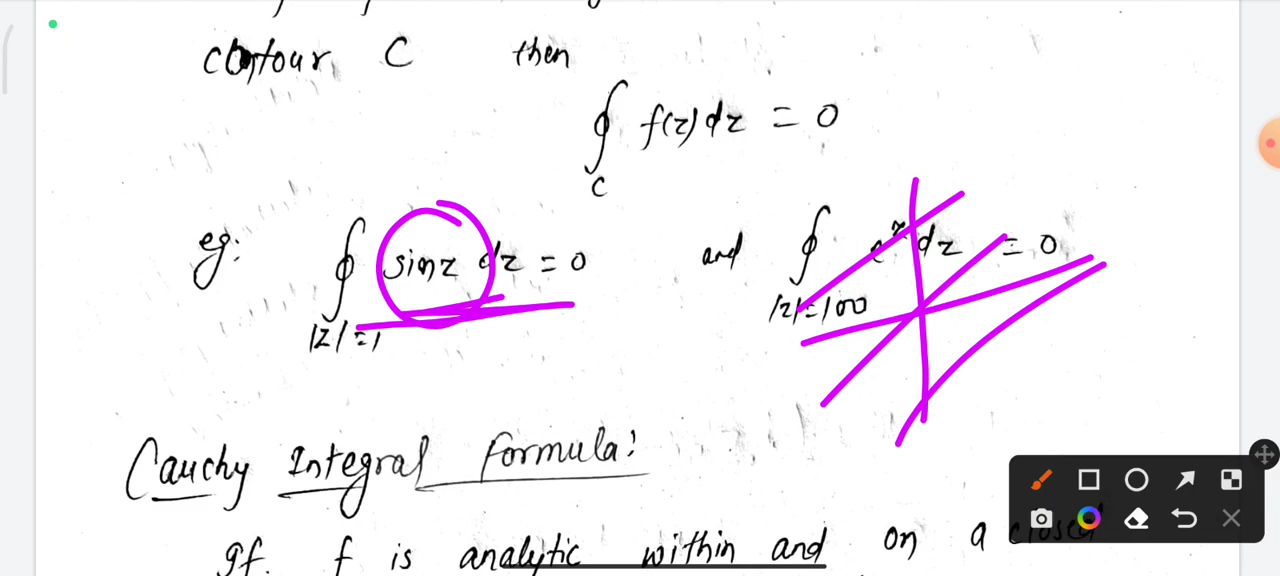 contour C then
∮ f(z) dz = 0
C
eg: ∮ sinz dz = 0 and ∮ e^z dz = 0
|z|=1 |z|=100
Cauchy Integral Formula:
If f is analytic within and on a closed